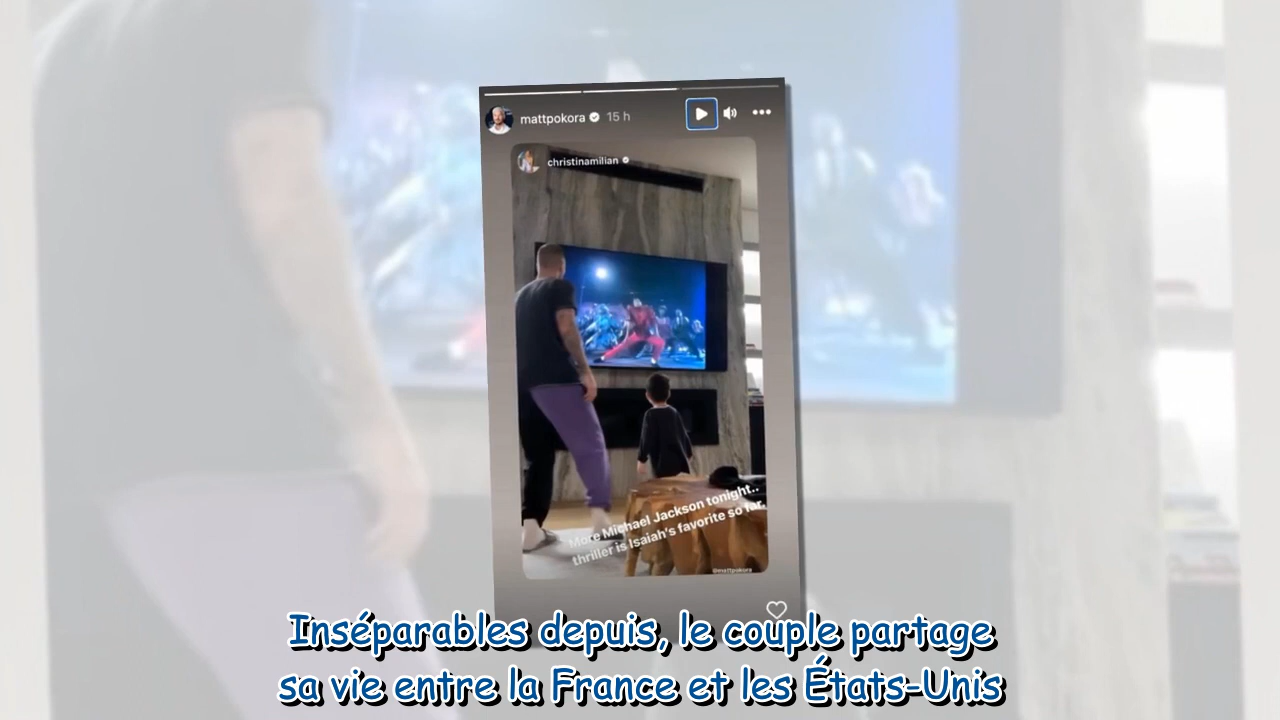 mattpokora 15 h
christinamilian
More Michael Jackson tonight..
thriller is Isaiah's favorite so far.
@mattpokora
Inséparables depuis, le couple partage
sa vie entre la France et les États-Unis